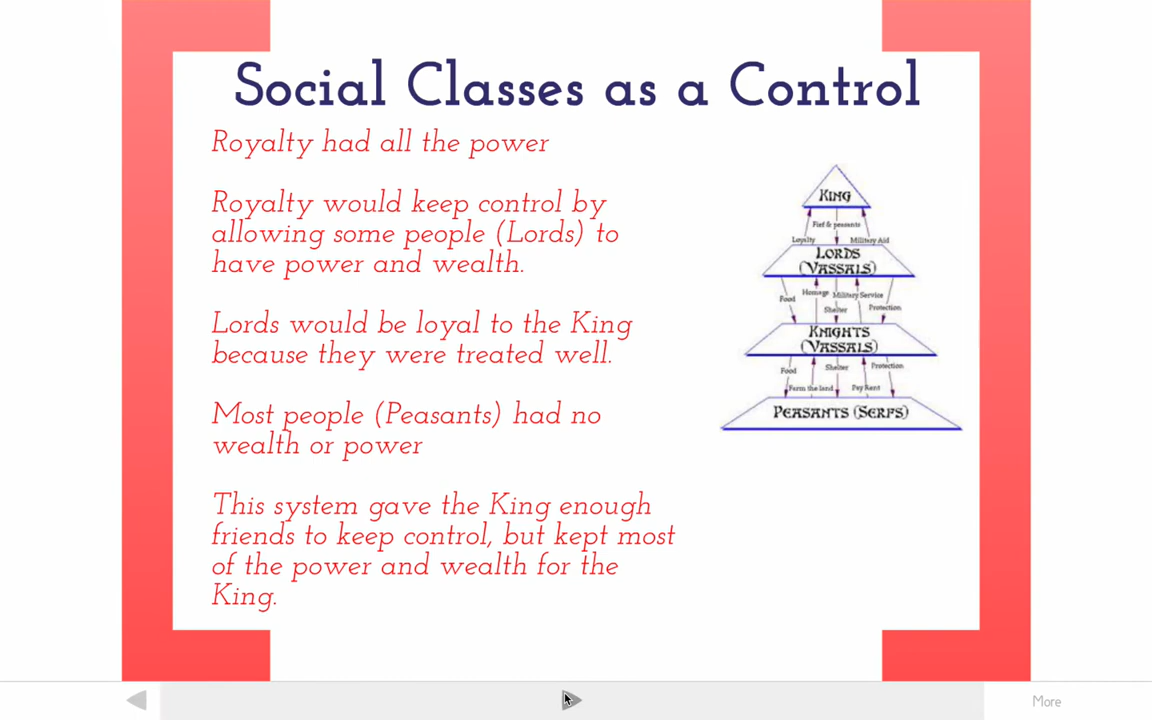 Social Classes as a Control
Royalty had all the power
Royalty would keep control by
allowing some people (Lords) to
have power and wealth.
Lords would be loyal to the King
because they were treated well.
Most people (Peasants) had no
wealth or power
This system gave the King enough
friends to keep control, but kept most
of the power and wealth for the
King.
KING
Fief & peasants
Loyalty Military Aid
LORDS
(VASSALS)
Food Homage Military Service
Shelter Protection
KNIGHTS
(VASSALS)
Food Shelter Protection
Farm the land Pay Rent
PEASANTS (SERFS)
More